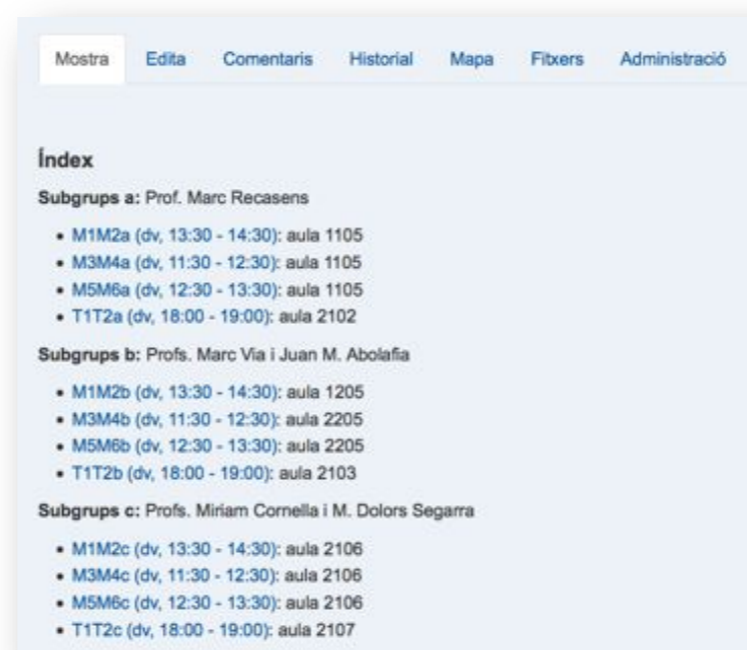 Mostra Edita Comentaris Historial Mapa Fitxers Administració
Índex
Subgrups a: Prof. Marc Recasens
• M1M2a (dv, 13:30 - 14:30): aula 1105
• M3M4a (dv, 11:30 - 12:30): aula 1105
• M5M6a (dv, 12:30 - 13:30): aula 1105
• T1T2a (dv, 18:00 - 19:00): aula 2102
Subgrups b: Profs. Marc Via i Juan M. Abolafia
• M1M2b (dv, 13:30 - 14:30): aula 1205
• M3M4b (dv, 11:30 - 12:30): aula 2205
• M5M6b (dv, 12:30 - 13:30): aula 2205
• T1T2b (dv, 18:00 - 19:00): aula 2103
Subgrups c: Profs. Miriam Cornella i M. Dolors Segarra
• M1M2c (dv, 13:30 - 14:30): aula 2106
• M3M4c (dv, 11:30 - 12:30): aula 2106
• M5M6c (dv, 12:30 - 13:30): aula 2106
• T1T2c (dv, 18:00 - 19:00): aula 2107